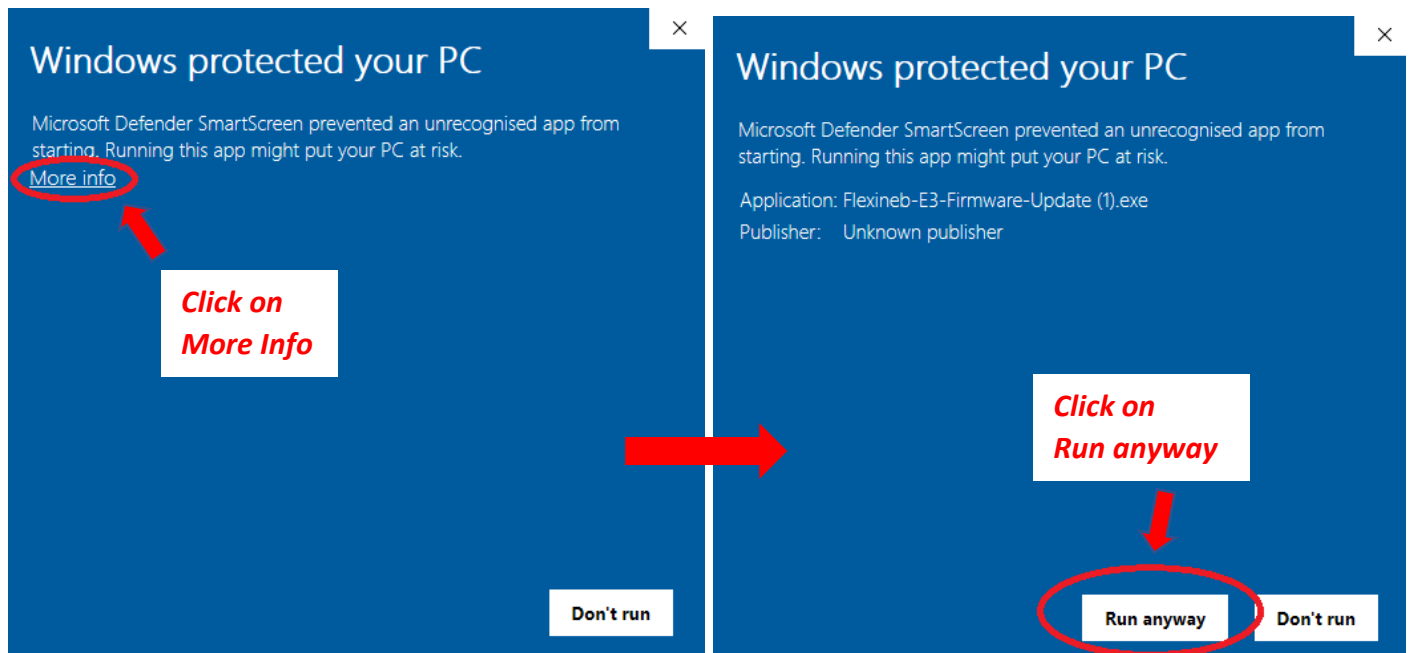 Windows protected your PC
Microsoft Defender SmartScreen prevented an unrecognised app from
starting. Running this app might put your PC at risk.
More info
Click on
More Info
Don't run
Windows protected your PC
Microsoft Defender SmartScreen prevented an unrecognised app from
starting. Running this app might put your PC at risk.
Application: Flexineb-E3-Firmware-Update (1).exe
Publisher: Unknown publisher
Click on
Run anyway
Run anyway Don't run